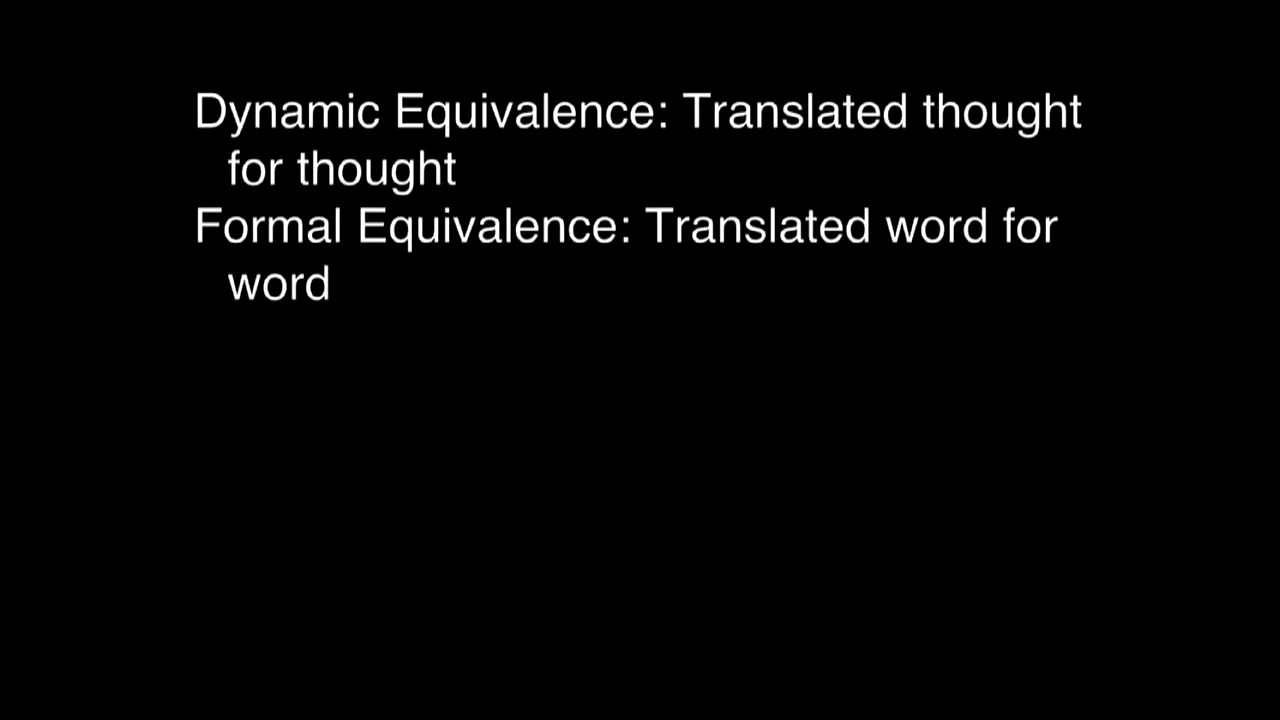 Dynamic Equivalence: Translated thought
for thought
Formal Equivalence: Translated word for
word